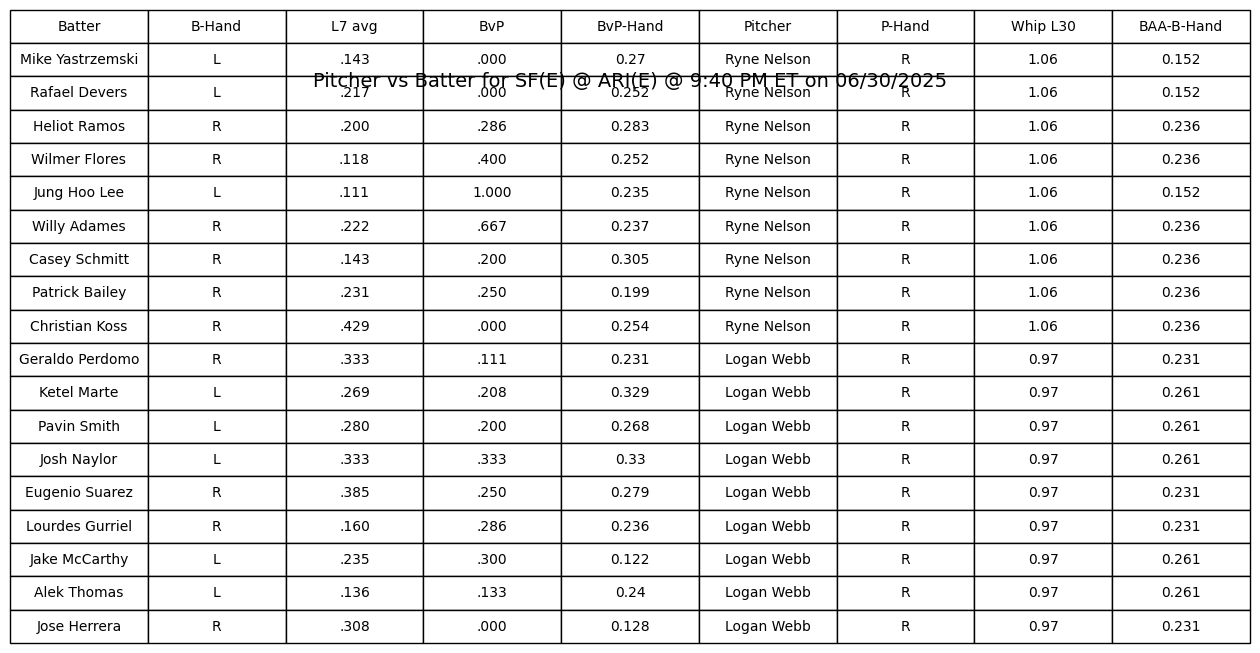 Batter B-Hand L7 avg BvP BvP-Hand Pitcher P-Hand Whip L30 BAA-B-Hand
Mike Yastrzemski L .143 .000 0.27 Ryne Nelson R 1.06 0.152
Pitcher vs Batter for SF(E) @ ARI(E) @ 9:40 PM ET on 06/30/2025
Rafael Devers L .217 .000 0.252 Ryne Nelson R 1.06 0.152
Heliot Ramos R .200 .286 0.283 Ryne Nelson R 1.06 0.236
Wilmer Flores R .118 .400 0.252 Ryne Nelson R 1.06 0.236
Jung Hoo Lee L .111 1.000 0.235 Ryne Nelson R 1.06 0.152
Willy Adames R .222 .667 0.237 Ryne Nelson R 1.06 0.236
Casey Schmitt R .143 .200 0.305 Ryne Nelson R 1.06 0.236
Patrick Bailey R .231 .250 0.199 Ryne Nelson R 1.06 0.236
Christian Koss R .429 .000 0.254 Ryne Nelson R 1.06 0.236
Geraldo Perdomo R .333 .111 0.231 Logan Webb R 0.97 0.231
Ketel Marte L .269 .208 0.329 Logan Webb R 0.97 0.261
Pavin Smith L .280 .200 0.268 Logan Webb R 0.97 0.261
Josh Naylor L .333 .333 0.33 Logan Webb R 0.97 0.261
Eugenio Suarez R .385 .250 0.279 Logan Webb R 0.97 0.231
Lourdes Gurriel R .160 .286 0.236 Logan Webb R 0.97 0.231
Jake McCarthy L .235 .300 0.122 Logan Webb R 0.97 0.261
Alek Thomas L .136 .133 0.24 Logan Webb R 0.97 0.261
Jose Herrera R .308 .000 0.128 Logan Webb R 0.97 0.231